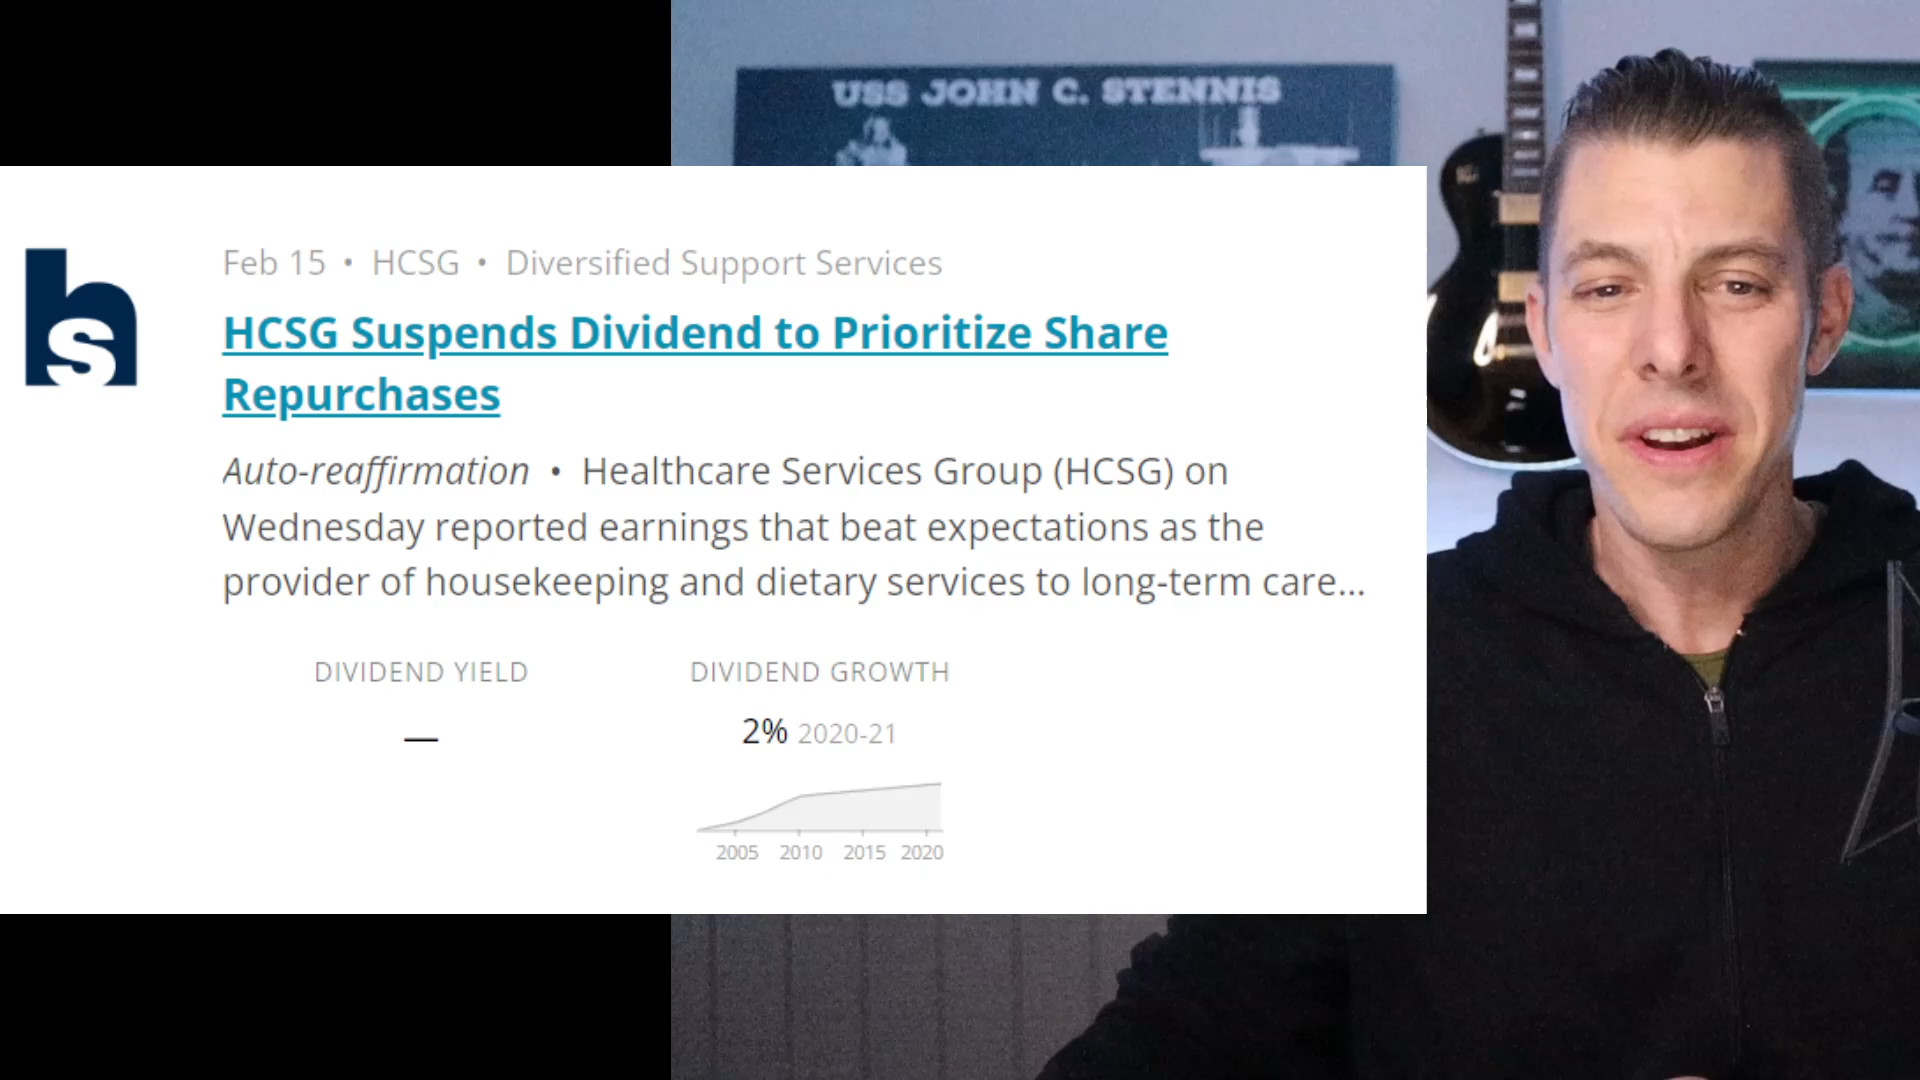 USS JOHN C. STENNIS
hs
Feb 15 • HCSG • Diversified Support Services
HCSG Suspends Dividend to Prioritize Share
Repurchases
Auto-reaffirmation • Healthcare Services Group (HCSG) on
Wednesday reported earnings that beat expectations as the
provider of housekeeping and dietary services to long-term care...
DIVIDEND YIELD
—
DIVIDEND GROWTH
2% 2020-21
2005 2010 2015 2020